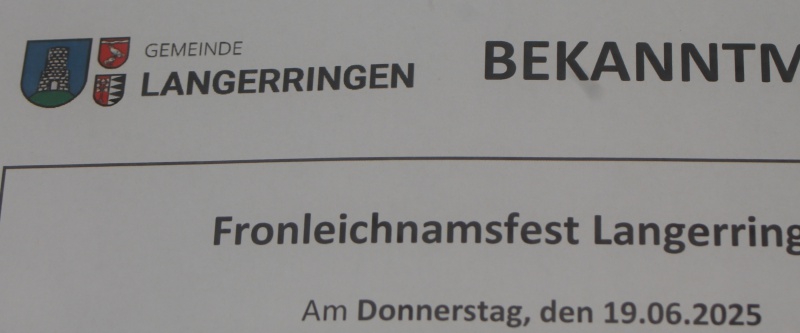 GEMEINDE
LANGERRINGEN
BEKANNTM
Fronleichnamsfest Langerring
Am Donnerstag, den 19.06.2025